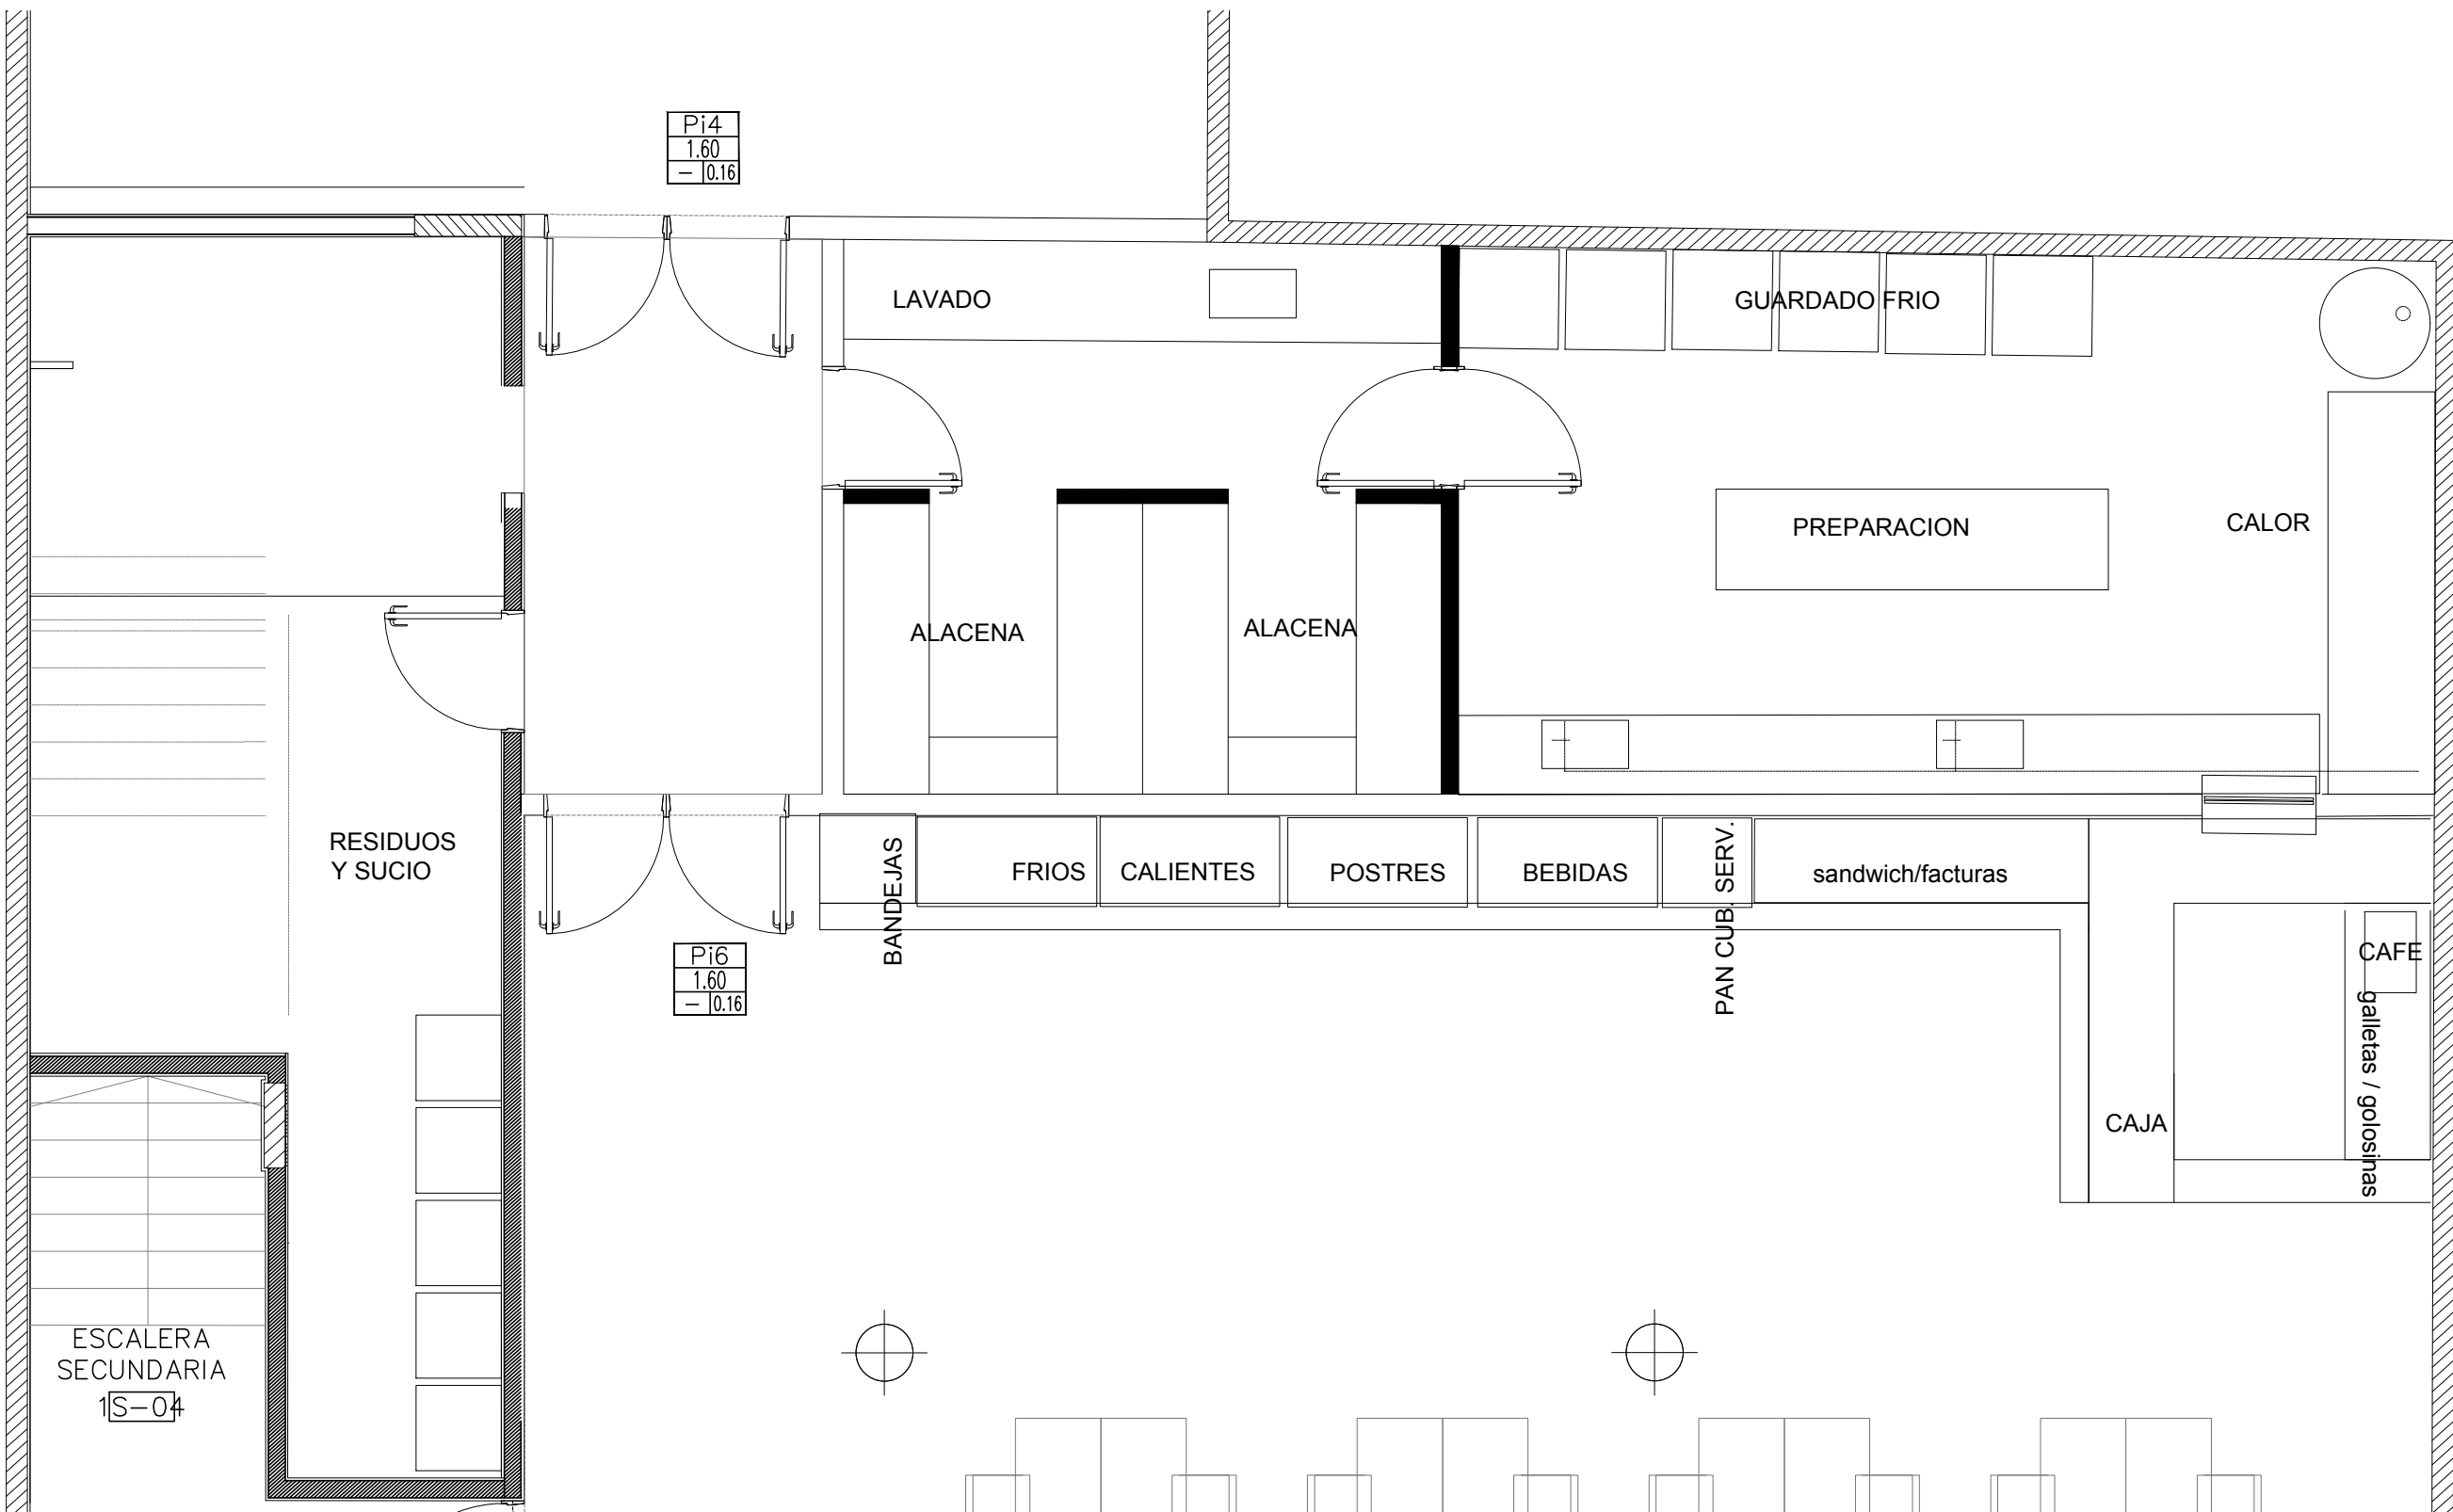 Pi4
1.60
– 0.16
LAVADO
GUARDADO FRIO
PREPARACION
CALOR
ALACENA
ALACENA
RESIDUOS
Y SUCIO
BANDEJAS
FRIOS
CALIENTES
POSTRES
BEBIDAS
PAN CUB. SERV.
sandwich/facturas
Pi6
1.60
– 0.16
CAFE
galletas / golosinas
CAJA
ESCALERA
SECUNDARIA
1S-04